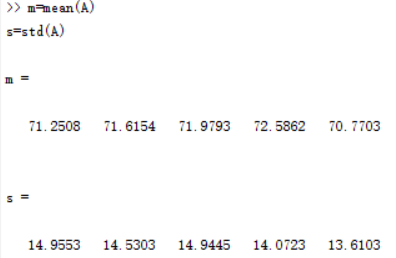 >> m=mean(A)
s=std(A)
m =
71.2508 71.6154 71.9793 72.5862 70.7703
s =
14.9553 14.5303 14.9445 14.0723 13.6103